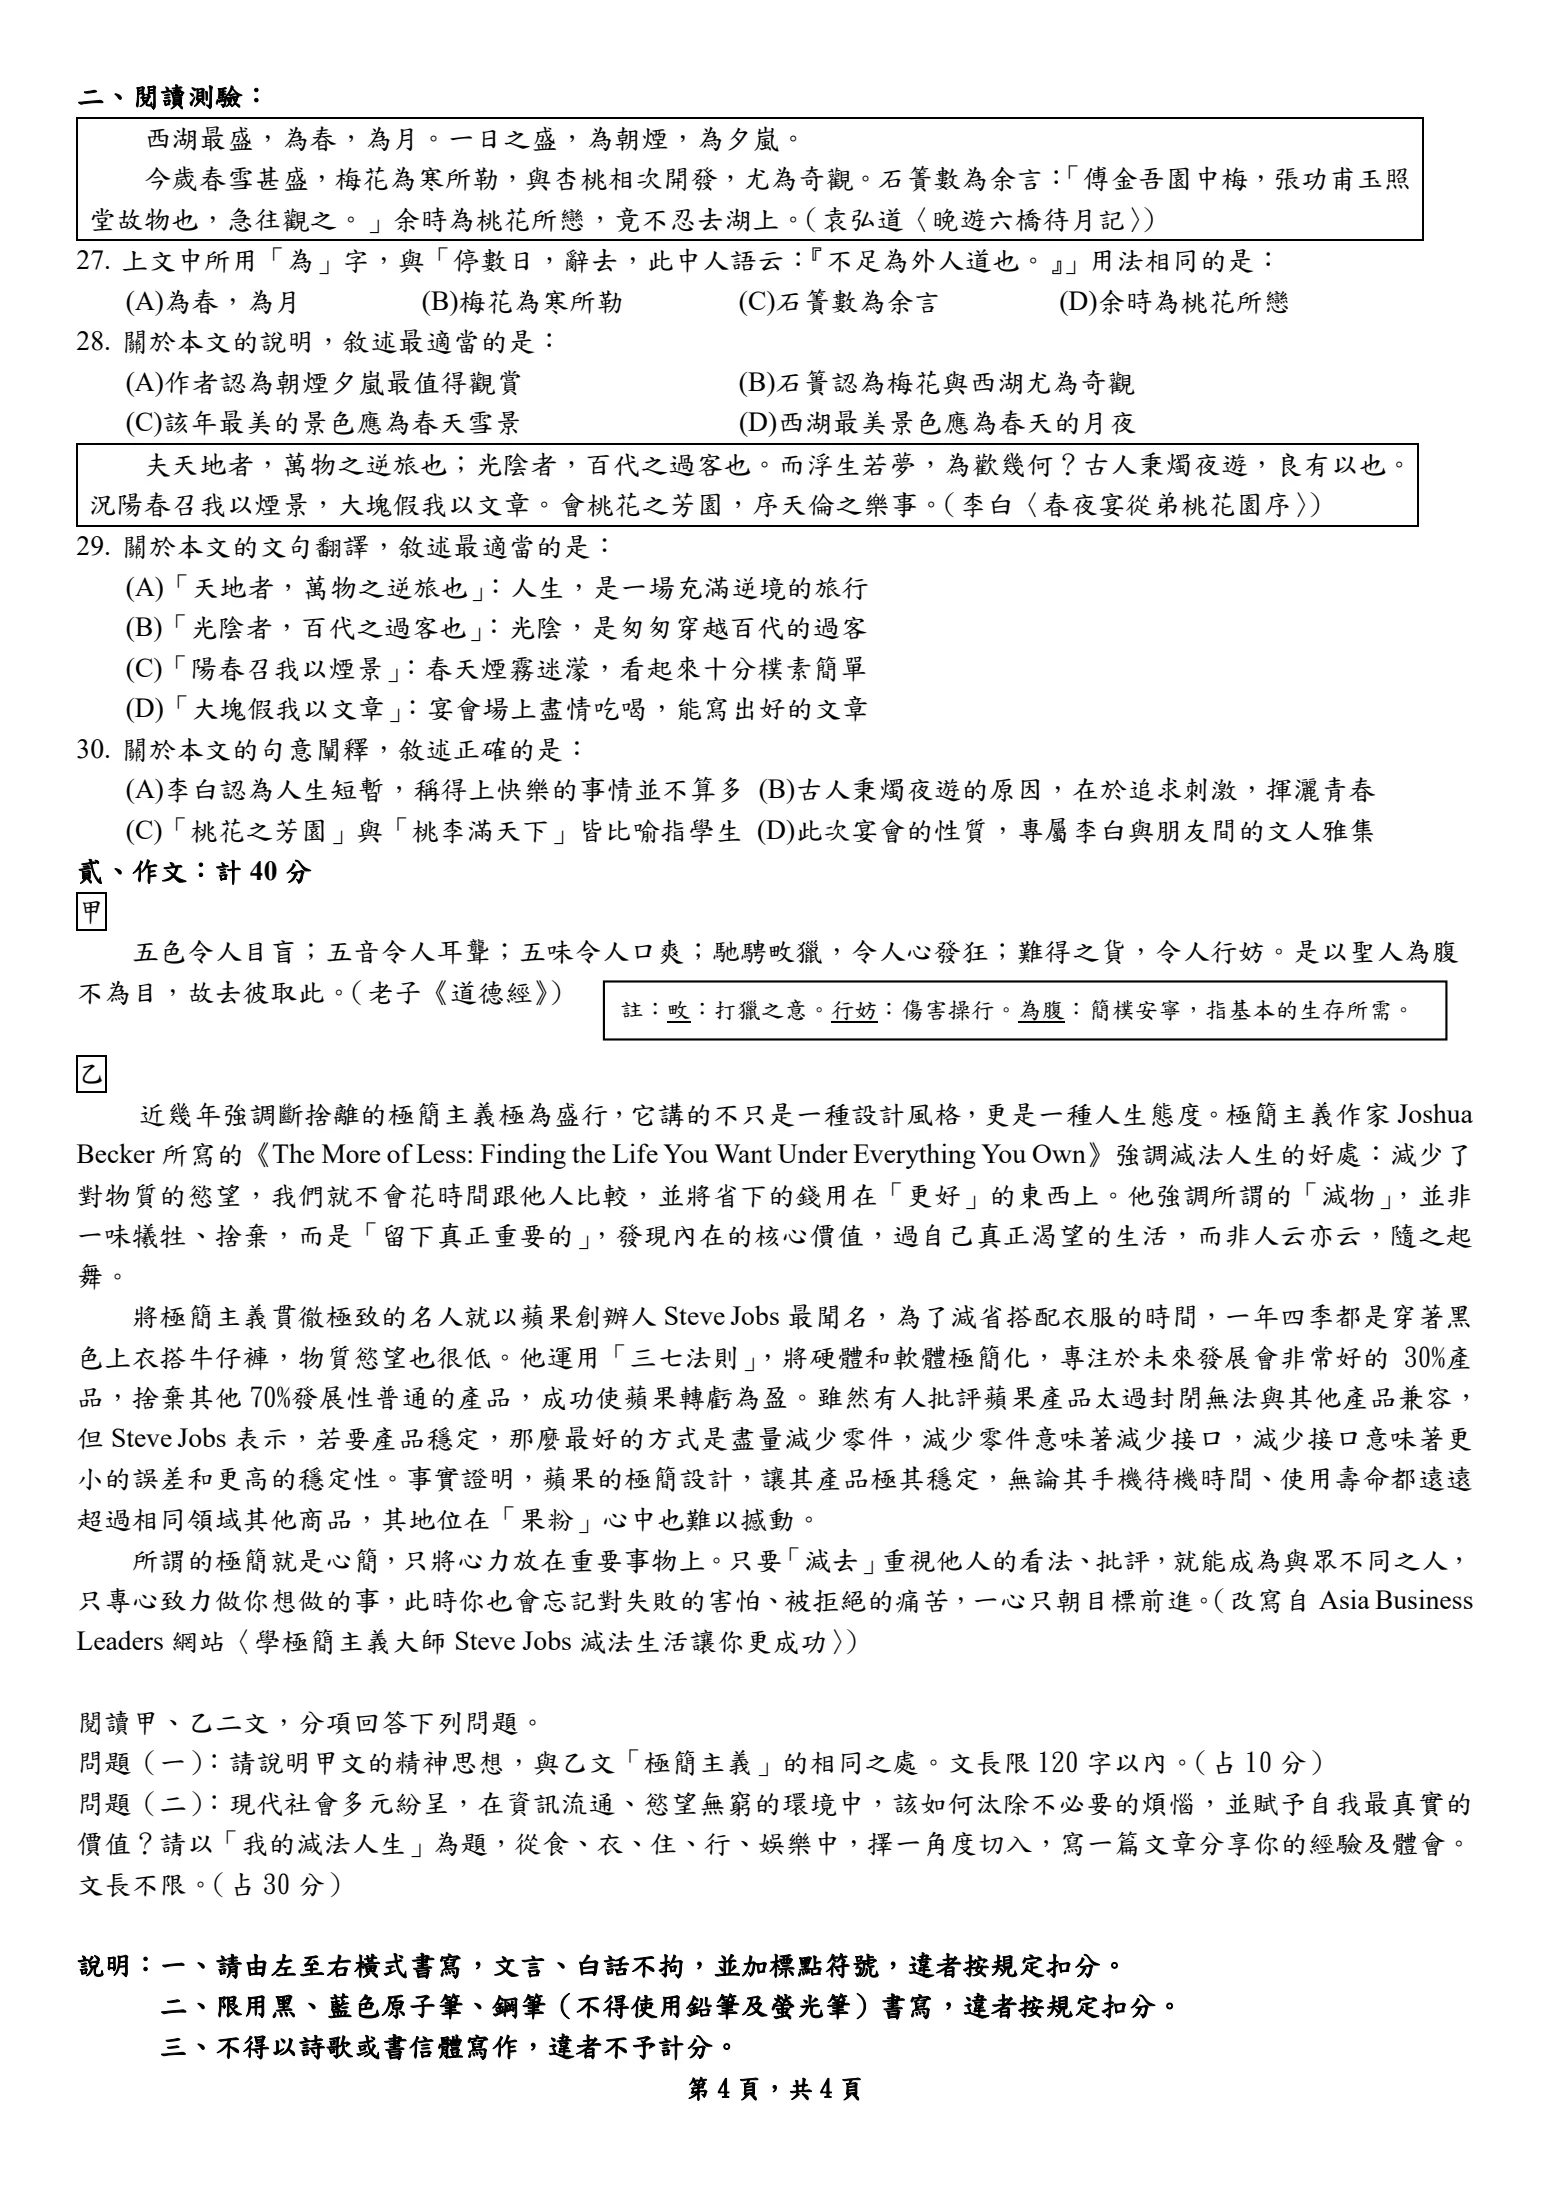 二、閱讀測驗：
西湖最盛，為春，為月。一日之盛，為朝煙，為夕嵐。
今歲春雪甚盛，梅花為寒所勒，與杏桃相次開發，尤為奇觀。石簣數為余言：「傅金吾園中梅，張功甫玉照
堂故物也，急往觀之。」余時為桃花所戀，竟不忍去湖上。（袁弘道〈晚遊六橋待月記〉）
27. 上文中所用「為」字，與「停數日，辭去，此中人語云：『不足為外人道也。』」用法相同的是：
(A)為春，為月 (B)梅花為寒所勒 (C)石簣數為余言 (D)余時為桃花所戀
28. 關於本文的說明，敘述最適當的是：
(A)作者認為朝煙夕嵐最值得觀賞 (B)石簣認為梅花與西湖尤為奇觀
(C)該年最美的景色應為春天雪景 (D)西湖最美景色應為春天的月夜
夫天地者，萬物之逆旅也；光陰者，百代之過客也。而浮生若夢，為歡幾何？古人秉燭夜遊，良有以也。
況陽春召我以煙景，大塊假我以文章。會桃花之芳園，序天倫之樂事。（李白〈春夜宴從弟桃花園序〉）
29. 關於本文的文句翻譯，敘述最適當的是：
(A)「天地者，萬物之逆旅也」：人生，是一場充滿逆境的旅行
(B)「光陰者，百代之過客也」：光陰，是匆匆穿越百代的過客
(C)「陽春召我以煙景」：春天煙霧迷濛，看起來十分樸素簡單
(D)「大塊假我以文章」：宴會場上盡情吃喝，能寫出好的文章
30. 關於本文的句意闡釋，敘述正確的是：
(A)李白認為人生短暫，稱得上快樂的事情並不算多 (B)古人秉燭夜遊的原因，在於追求刺激，揮灑青春
(C)「桃花之芳園」與「桃李滿天下」皆比喻指學生 (D)此次宴會的性質，專屬李白與朋友間的文人雅集
貳、作文：計 40 分
甲
五色令人目盲；五音令人耳聾；五味令人口爽；馳騁畋獵，令人心發狂；難得之貨，令人行妨。是以聖人為腹
不為目，故去彼取此。（老子《道德經》）
註：畋：打獵之意。行妨：傷害操行。為腹：簡樸安寧，指基本的生存所需。
乙
近幾年強調斷捨離的極簡主義極為盛行，它講的不只是一種設計風格，更是一種人生態度。極簡主義作家 Joshua
Becker 所寫的《The More of Less: Finding the Life You Want Under Everything You Own》強調減法人生的好處：減少了
對物質的慾望，我們就不會花時間跟他人比較，並將省下的錢用在「更好」的東西上。他強調所謂的「減物」，並非
一味犧牲、捨棄，而是「留下真正重要的」，發現內在的核心價值，過自己真正渴望的生活，而非人云亦云，隨之起
舞。
將極簡主義貫徹極致的名人就以蘋果創辦人 Steve Jobs 最聞名，為了減省搭配衣服的時間，一年四季都是穿著黑
色上衣搭牛仔褲，物質慾望也很低。他運用「三七法則」，將硬體和軟體極簡化，專注於未來發展會非常好的 30%產
品，捨棄其他 70%發展性普通的產品，成功使蘋果轉虧為盈。雖然有人批評蘋果產品太過封閉無法與其他產品兼容，
但 Steve Jobs 表示，若要產品穩定，那麼最好的方式是盡量減少零件，減少零件意味著減少接口，減少接口意味著更
小的誤差和更高的穩定性。事實證明，蘋果的極簡設計，讓其產品極其穩定，無論其手機待機時間、使用壽命都遠遠
超過相同領域其他商品，其地位在「果粉」心中也難以撼動。
所謂的極簡就是心簡，只將心力放在重要事物上。只要「減去」重視他人的看法、批評，就能成為與眾不同之人，
只專心致力做你想做的事，此時你也會忘記對失敗的害怕、被拒絕的痛苦，一心只朝目標前進。（改寫自 Asia Business
Leaders 網站〈學極簡主義大師 Steve Jobs 減法生活讓你更成功〉）
閱讀甲、乙二文，分項回答下列問題。
問題（一）：請說明甲文的精神思想，與乙文「極簡主義」的相同之處。文長限 120 字以內。（占 10 分）
問題（二）：現代社會多元紛呈，在資訊流通、慾望無窮的環境中，該如何汰除不必要的煩惱，並賦予自我最真實的
價值？請以「我的減法人生」為題，從食、衣、住、行、娛樂中，擇一角度切入，寫一篇文章分享你的經驗及體會。
文長不限。（占 30 分）
說明：一、請由左至右橫式書寫，文言、白話不拘，並加標點符號，違者按規定扣分。
二、限用黑、藍色原子筆、鋼筆（不得使用鉛筆及螢光筆）書寫，違者按規定扣分。
三、不得以詩歌或書信體寫作，違者不予計分。
第 4 頁，共 4 頁